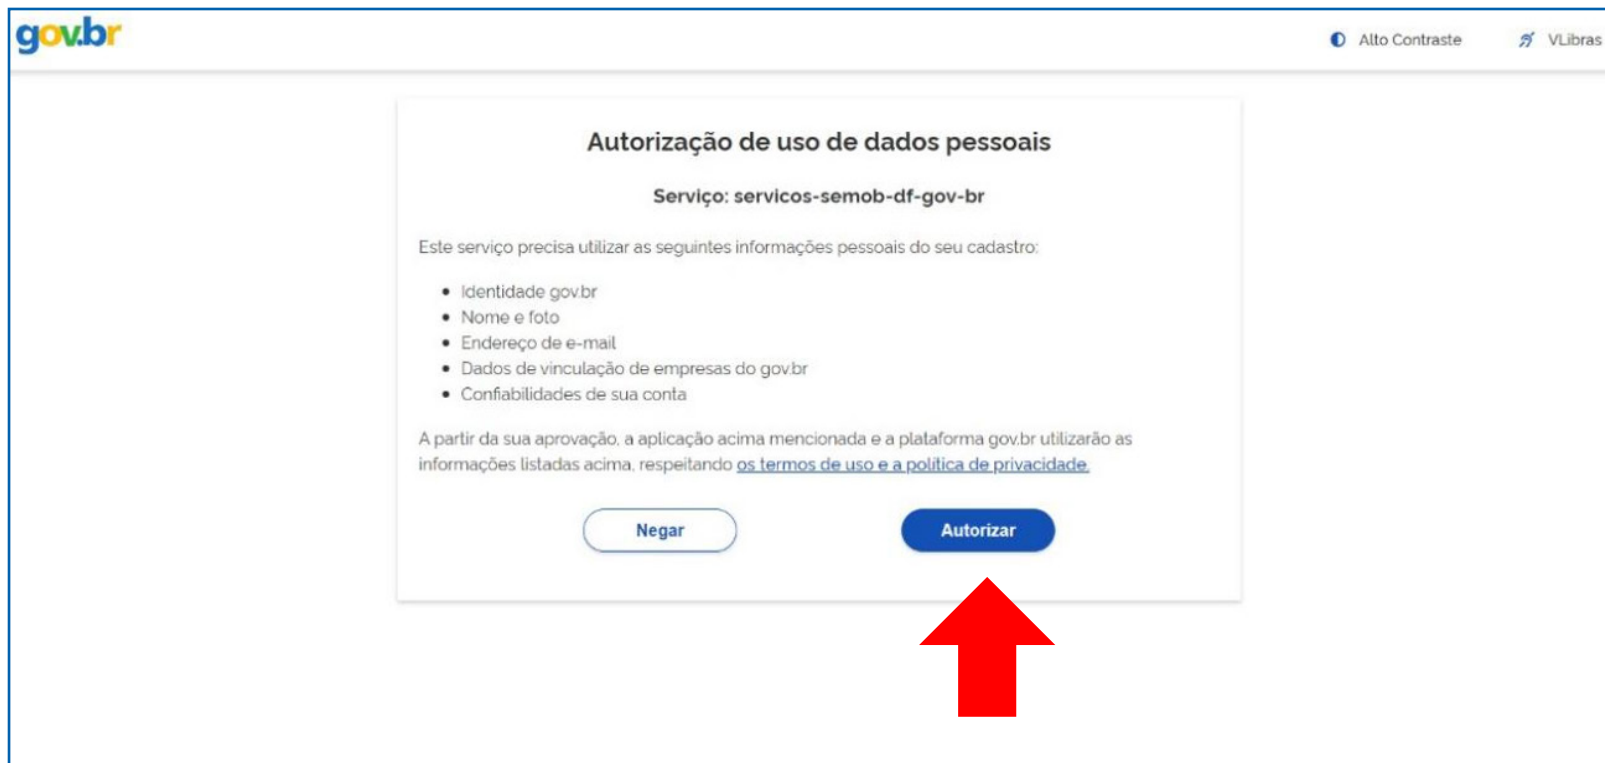 gov.br
Alto Contraste
VLibras
Autorização de uso de dados pessoais
Serviço: servicos-semob-df-gov-br
Este serviço precisa utilizar as seguintes informações pessoais do seu cadastro:
• Identidade gov.br
• Nome e foto
• Endereço de e-mail
• Dados de vinculação de empresas do gov.br
• Confiabilidades de sua conta
A partir da sua aprovação, a aplicação acima mencionada e a plataforma gov.br utilizarão as
informações listadas acima, respeitando os termos de uso e a política de privacidade.
Negar
Autorizar